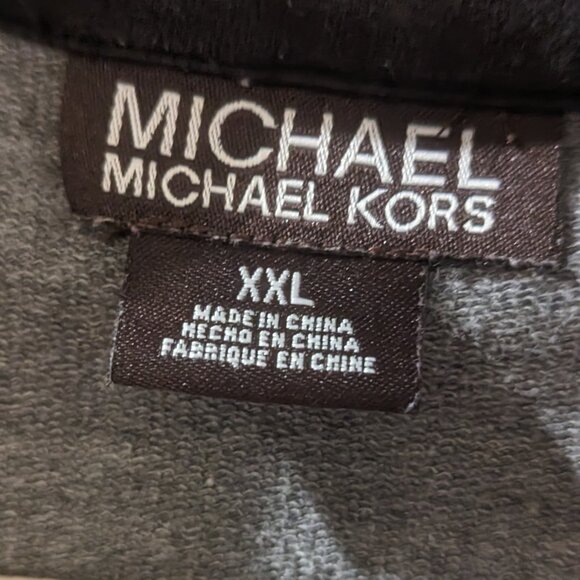 MICHAEL
MICHAEL KORS
XXL
MADE IN CHINA
HECHO EN CHINA
FABRIQUE EN CHINE